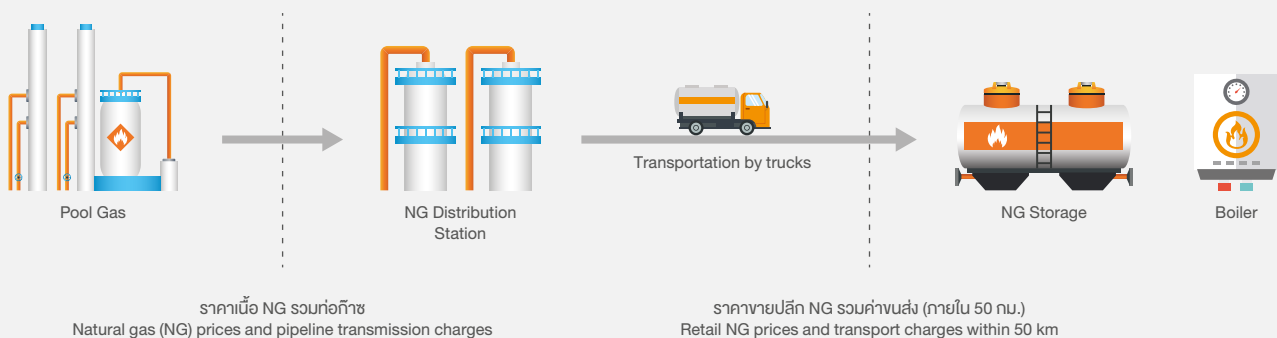 Transportation by trucks
Pool Gas
NG Distribution
Station
NG Storage
Boiler
ราคาเนื้อ NG รวมท่อก๊าซ
Natural gas (NG) prices and pipeline transmission charges
ราคาขายปลีก NG รวมค่าขนส่ง (ภายใน 50 กม.)
Retail NG prices and transport charges within 50 km